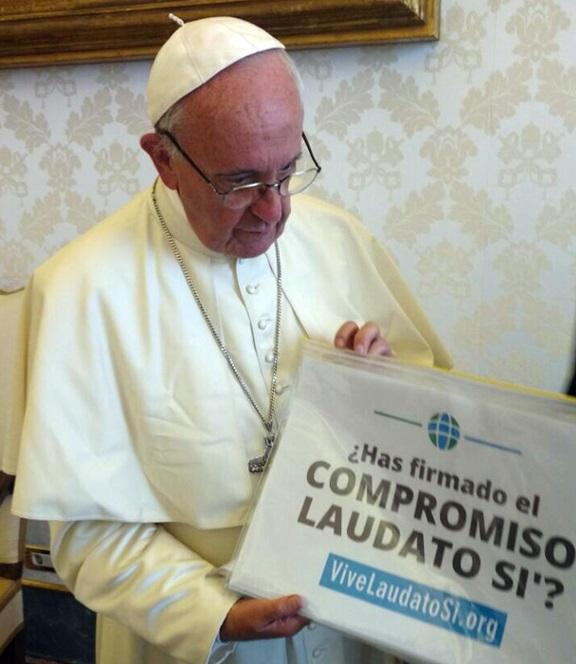 ¿Has firmado el
COMPROMISO
LAUDATO SI'?
ViveLaudatoSi.org